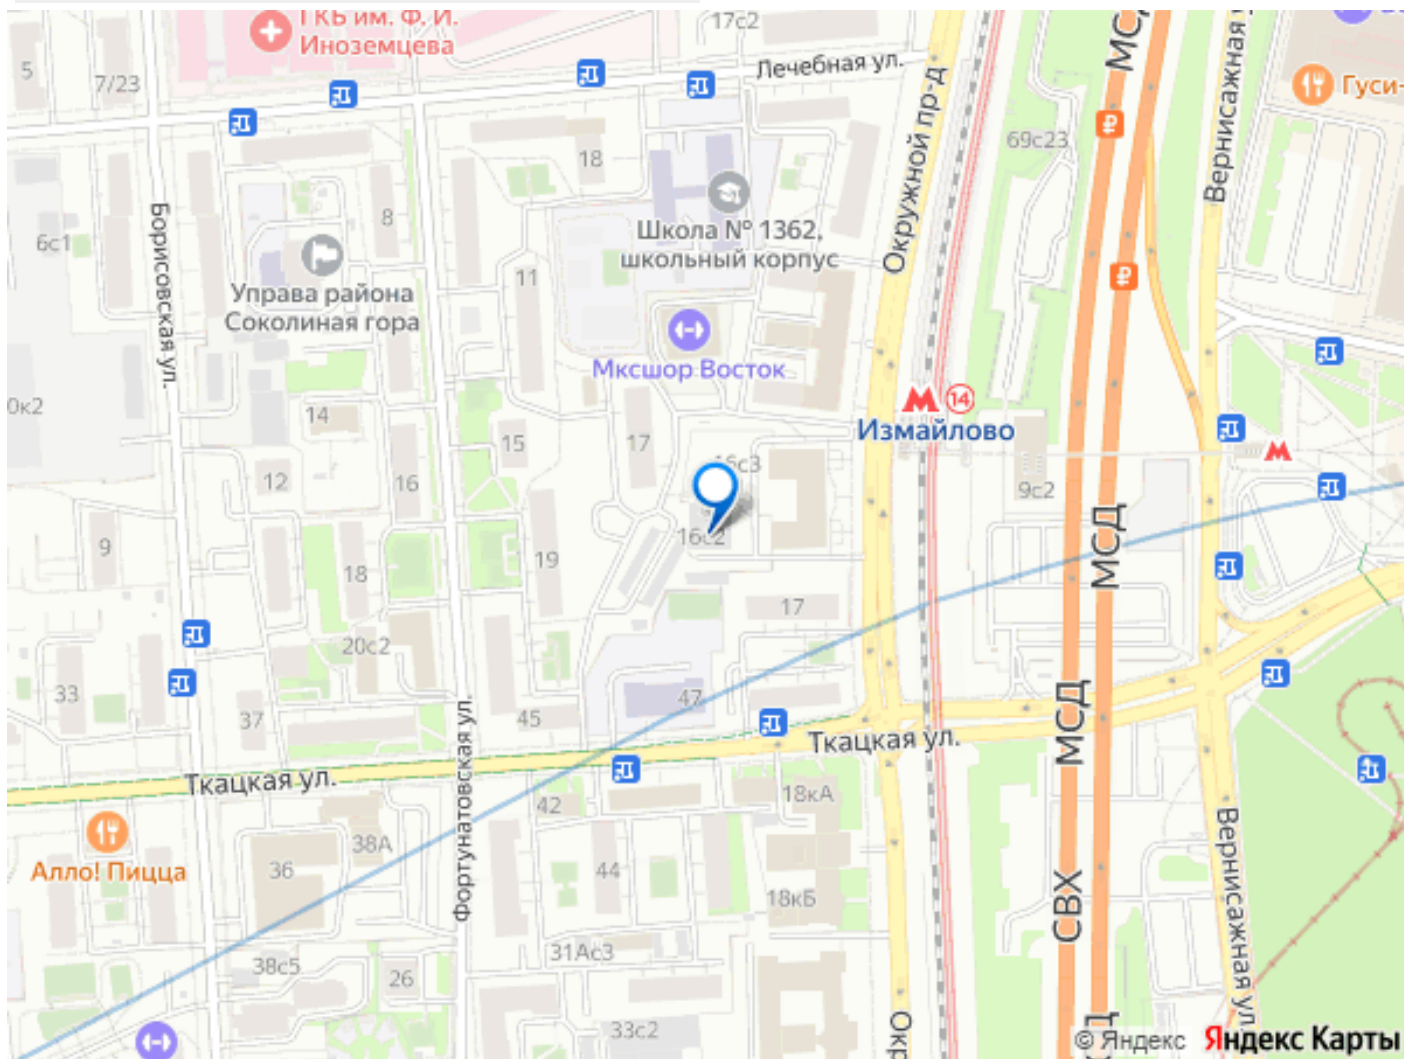 ГКБ им. Ф. И.
Иноземцева
17с2
Лечебная ул.
5
7/23
МСД
Вернисажная
Гуси-
Окружной пр-д
69с23
18
Школа № 1362,
школьный корпус
8
6с1
Борисовская ул.
Управа района
Соколиная гора
11
Мксшор Восток
0к2
14
15
17
14
Измайлово
16с3
12
16
9с2
16с2
МСД
9
19
18
17
20с2
33
37
45
47
МСД
Ткацкая ул.
Ткацкая ул.
Фортунатовская ул.
42
18кА
38А
Алло! Пицца
36
44
18кБ
СВХ
Вернисажная ул.
31Ас3
38с5
26
33с2
Окр
© Яндекс Яндекс Карты